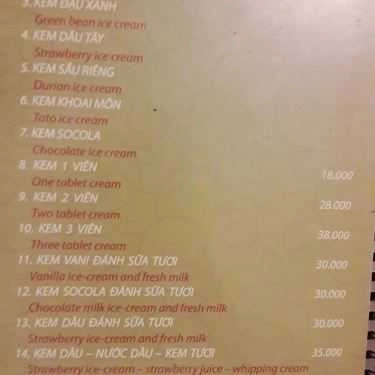 3. KEM ĐẬU XANH
Green bean ice cream
4. KEM DÂU TÂY
Strawberry ice cream
5. KEM SẦU RIÊNG
Durian ice cream
6. KEM KHOAI MÔN
Tato ice cream
7. KEM SOCOLA
Chocolate ice cream
8. KEM 1 VIÊN 18.000
One tablet cream
9. KEM 2 VIÊN 28.000
Two tablet cream
10. KEM 3 VIÊN 38.000
Three tablet cream
11. KEM VANI ĐÁNH SỮA TƯƠI 30.000
Vanilla ice-cream and fresh milk
12. KEM SOCOLA ĐÁNH SỮA TƯƠI 30.000
Chocolate milk ice-cream and fresh milk
13. KEM DÂU ĐÁNH SỮA TƯƠI 30.000
Strawberry ice-cream and fresh milk
14. KEM DÂU – NƯỚC DÂU – KEM TƯƠI 35.000
Strawberry ice-cream – strawberry juice – whipping cream